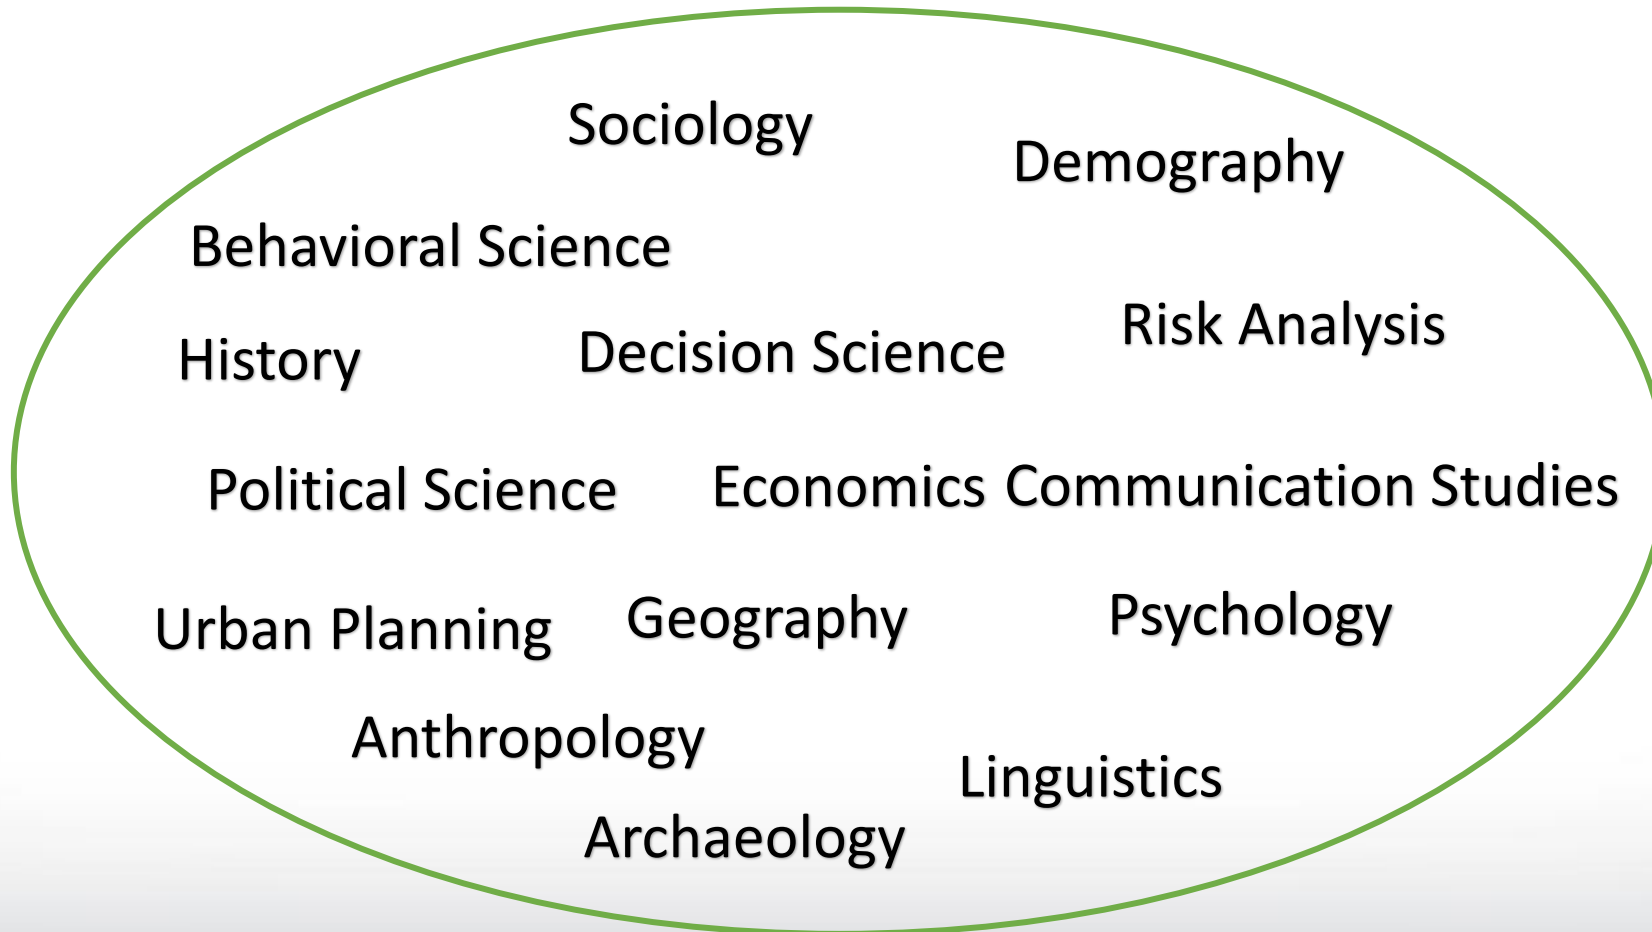 Sociology
Demography
Behavioral Science
Risk Analysis
History
Decision Science
Political Science
Economics
Communication Studies
Urban Planning
Geography
Psychology
Anthropology
Linguistics
Archaeology